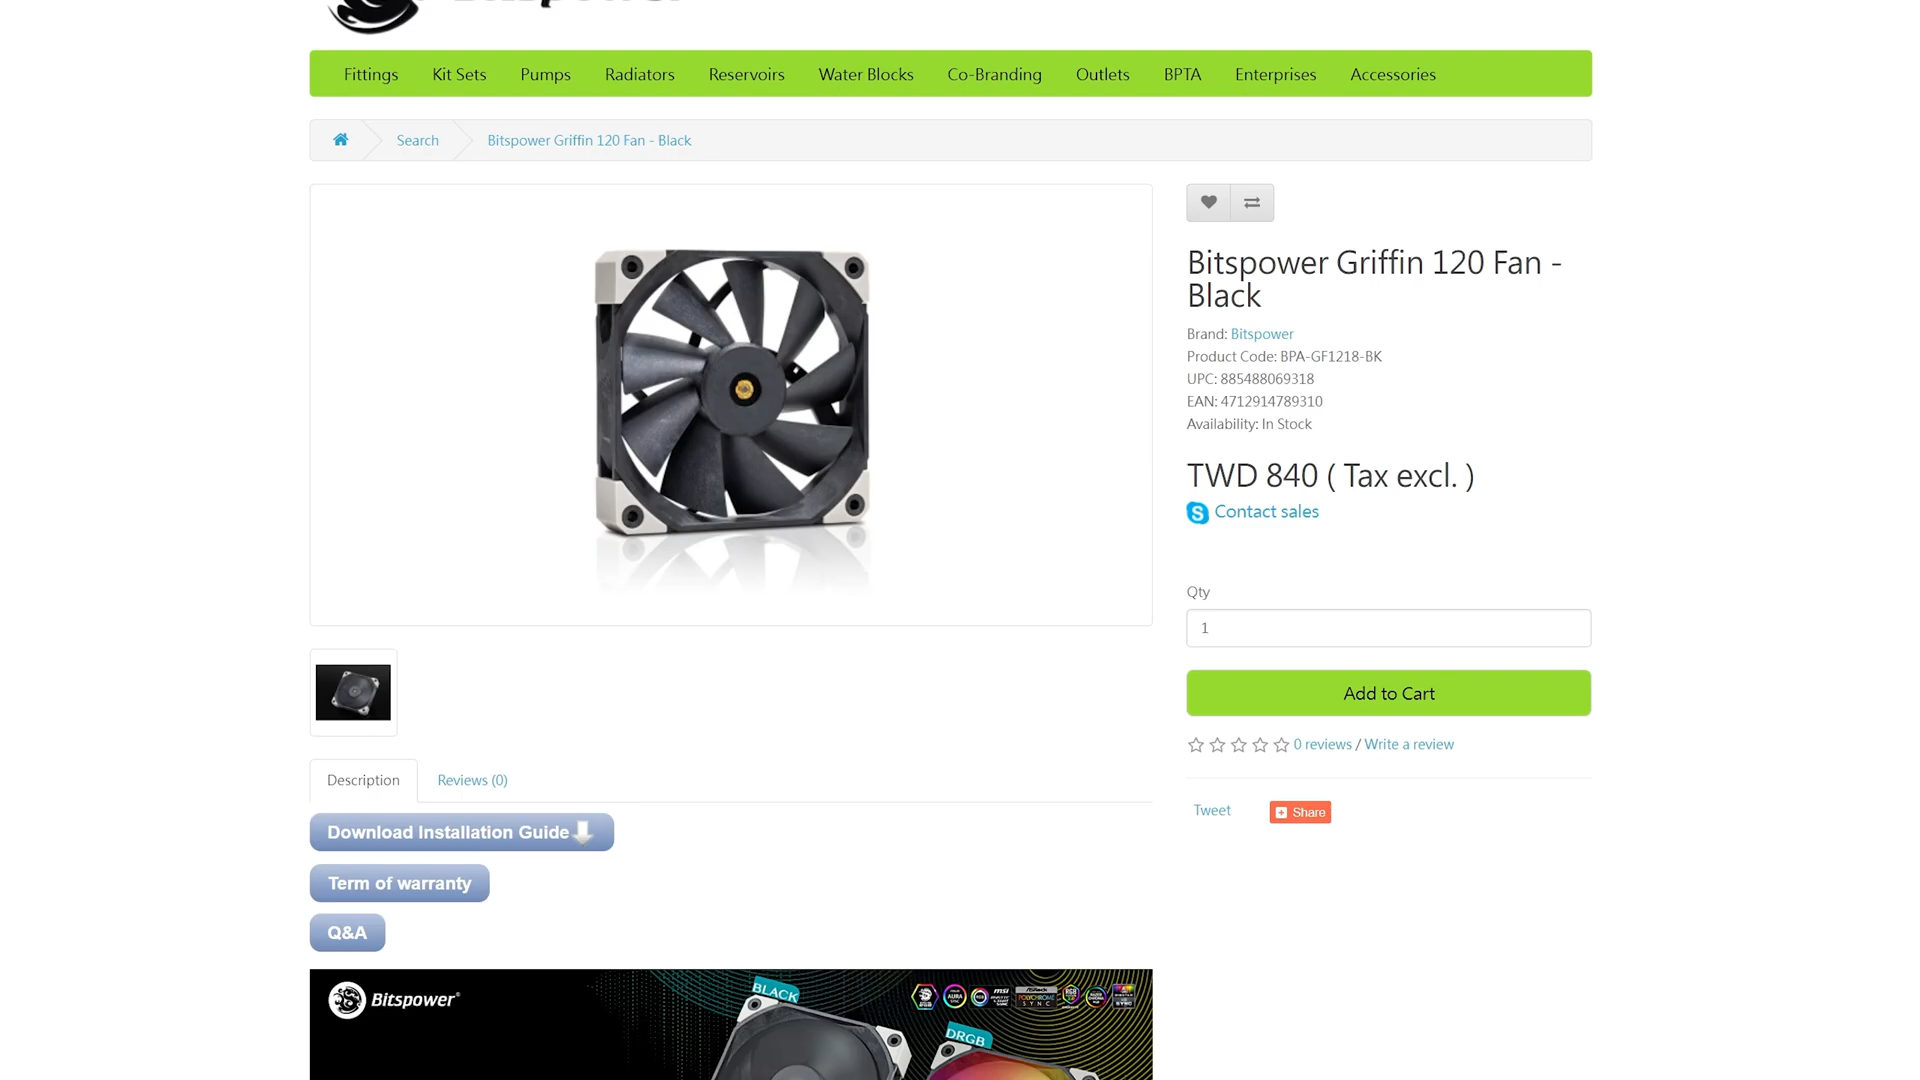 Fittings Kit Sets Pumps Radiators Reservoirs Water Blocks Co-Branding Outlets BPTA Enterprises Accessories
Search Bitspower Griffin 120 Fan - Black
Bitspower Griffin 120 Fan -
Black
Brand: Bitspower
Product Code: BPA-GF1218-BK
UPC: 885488069318
EAN: 4712914789310
Availability: In Stock
TWD 840 ( Tax excl. )
Contact sales
Qty
1
Add to Cart
0 reviews / Write a review
Tweet
Share
Description Reviews (0)
Download Installation Guide
Term of warranty
Q&A
Bitspower
BLACK
DRGB